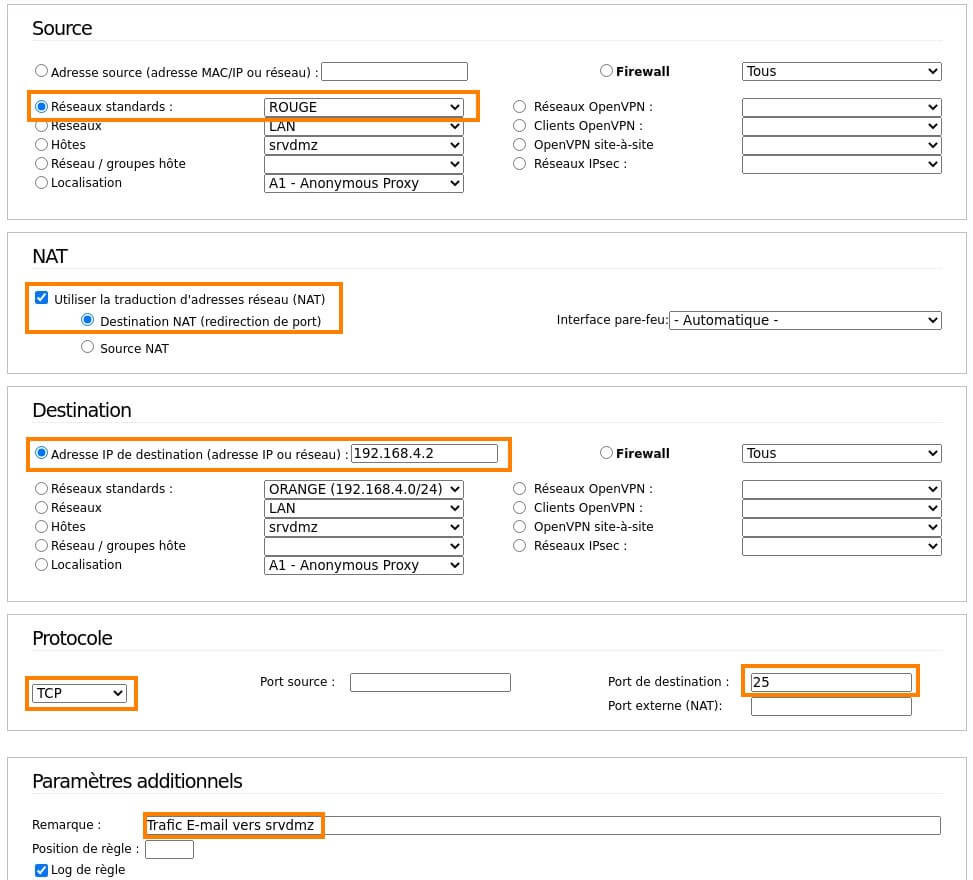 Source
Adresse source (adresse MAC/IP ou réseau) : Firewall Tous
Réseaux standards : ROUGE Réseaux OpenVPN :
Réseaux LAN Clients OpenVPN :
Hôtes srvdmz OpenVPN site-à-site
Réseau / groupes hôte Réseaux IPsec :
Localisation A1 - Anonymous Proxy
NAT
Utiliser la traduction d'adresses réseau (NAT)
Destination NAT (redirection de port) Interface pare-feu: - Automatique -
Source NAT
Destination
Adresse IP de destination (adresse IP ou réseau) : 192.168.4.2 Firewall Tous
Réseaux standards : ORANGE (192.168.4.0/24) Réseaux OpenVPN :
Réseaux LAN Clients OpenVPN :
Hôtes srvdmz OpenVPN site-à-site
Réseau / groupes hôte Réseaux IPsec :
Localisation A1 - Anonymous Proxy
Protocole
TCP Port source : Port de destination : 25
Port externe (NAT):
Paramètres additionnels
Remarque : Trafic E-mail vers srvdmz
Position de règle :
Log de règle